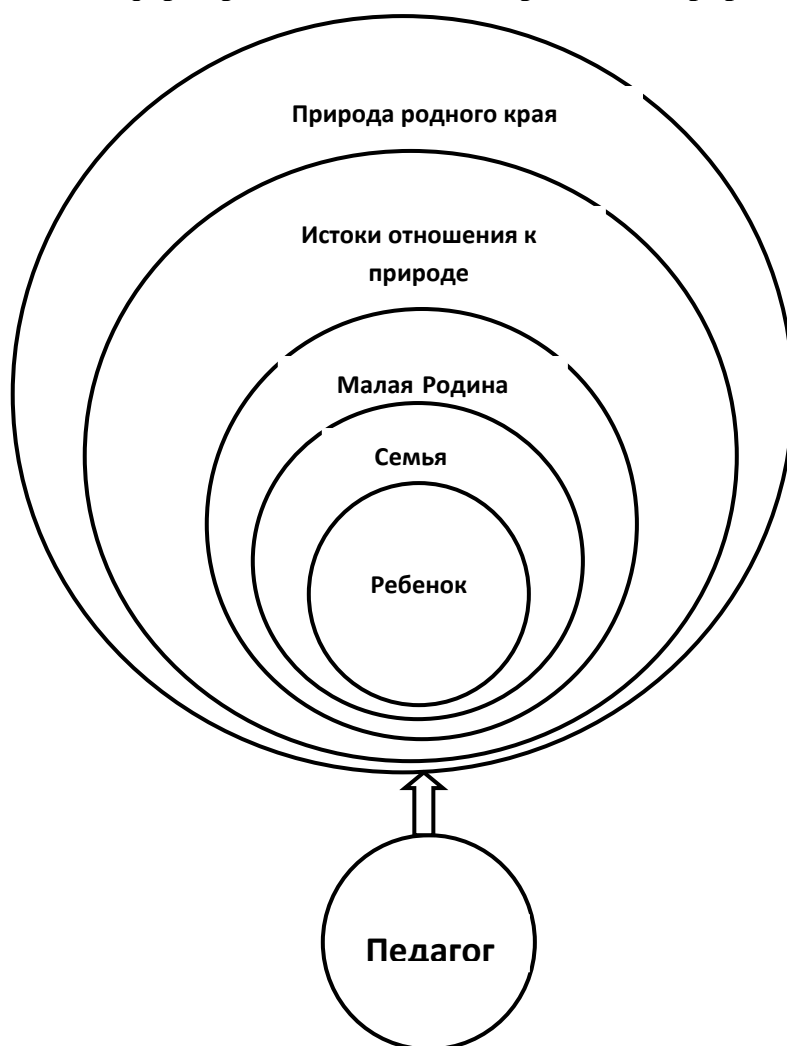 Природа родного края
Истоки отношения к
природе
Малая Родина
Семья
Ребенок
Педагог